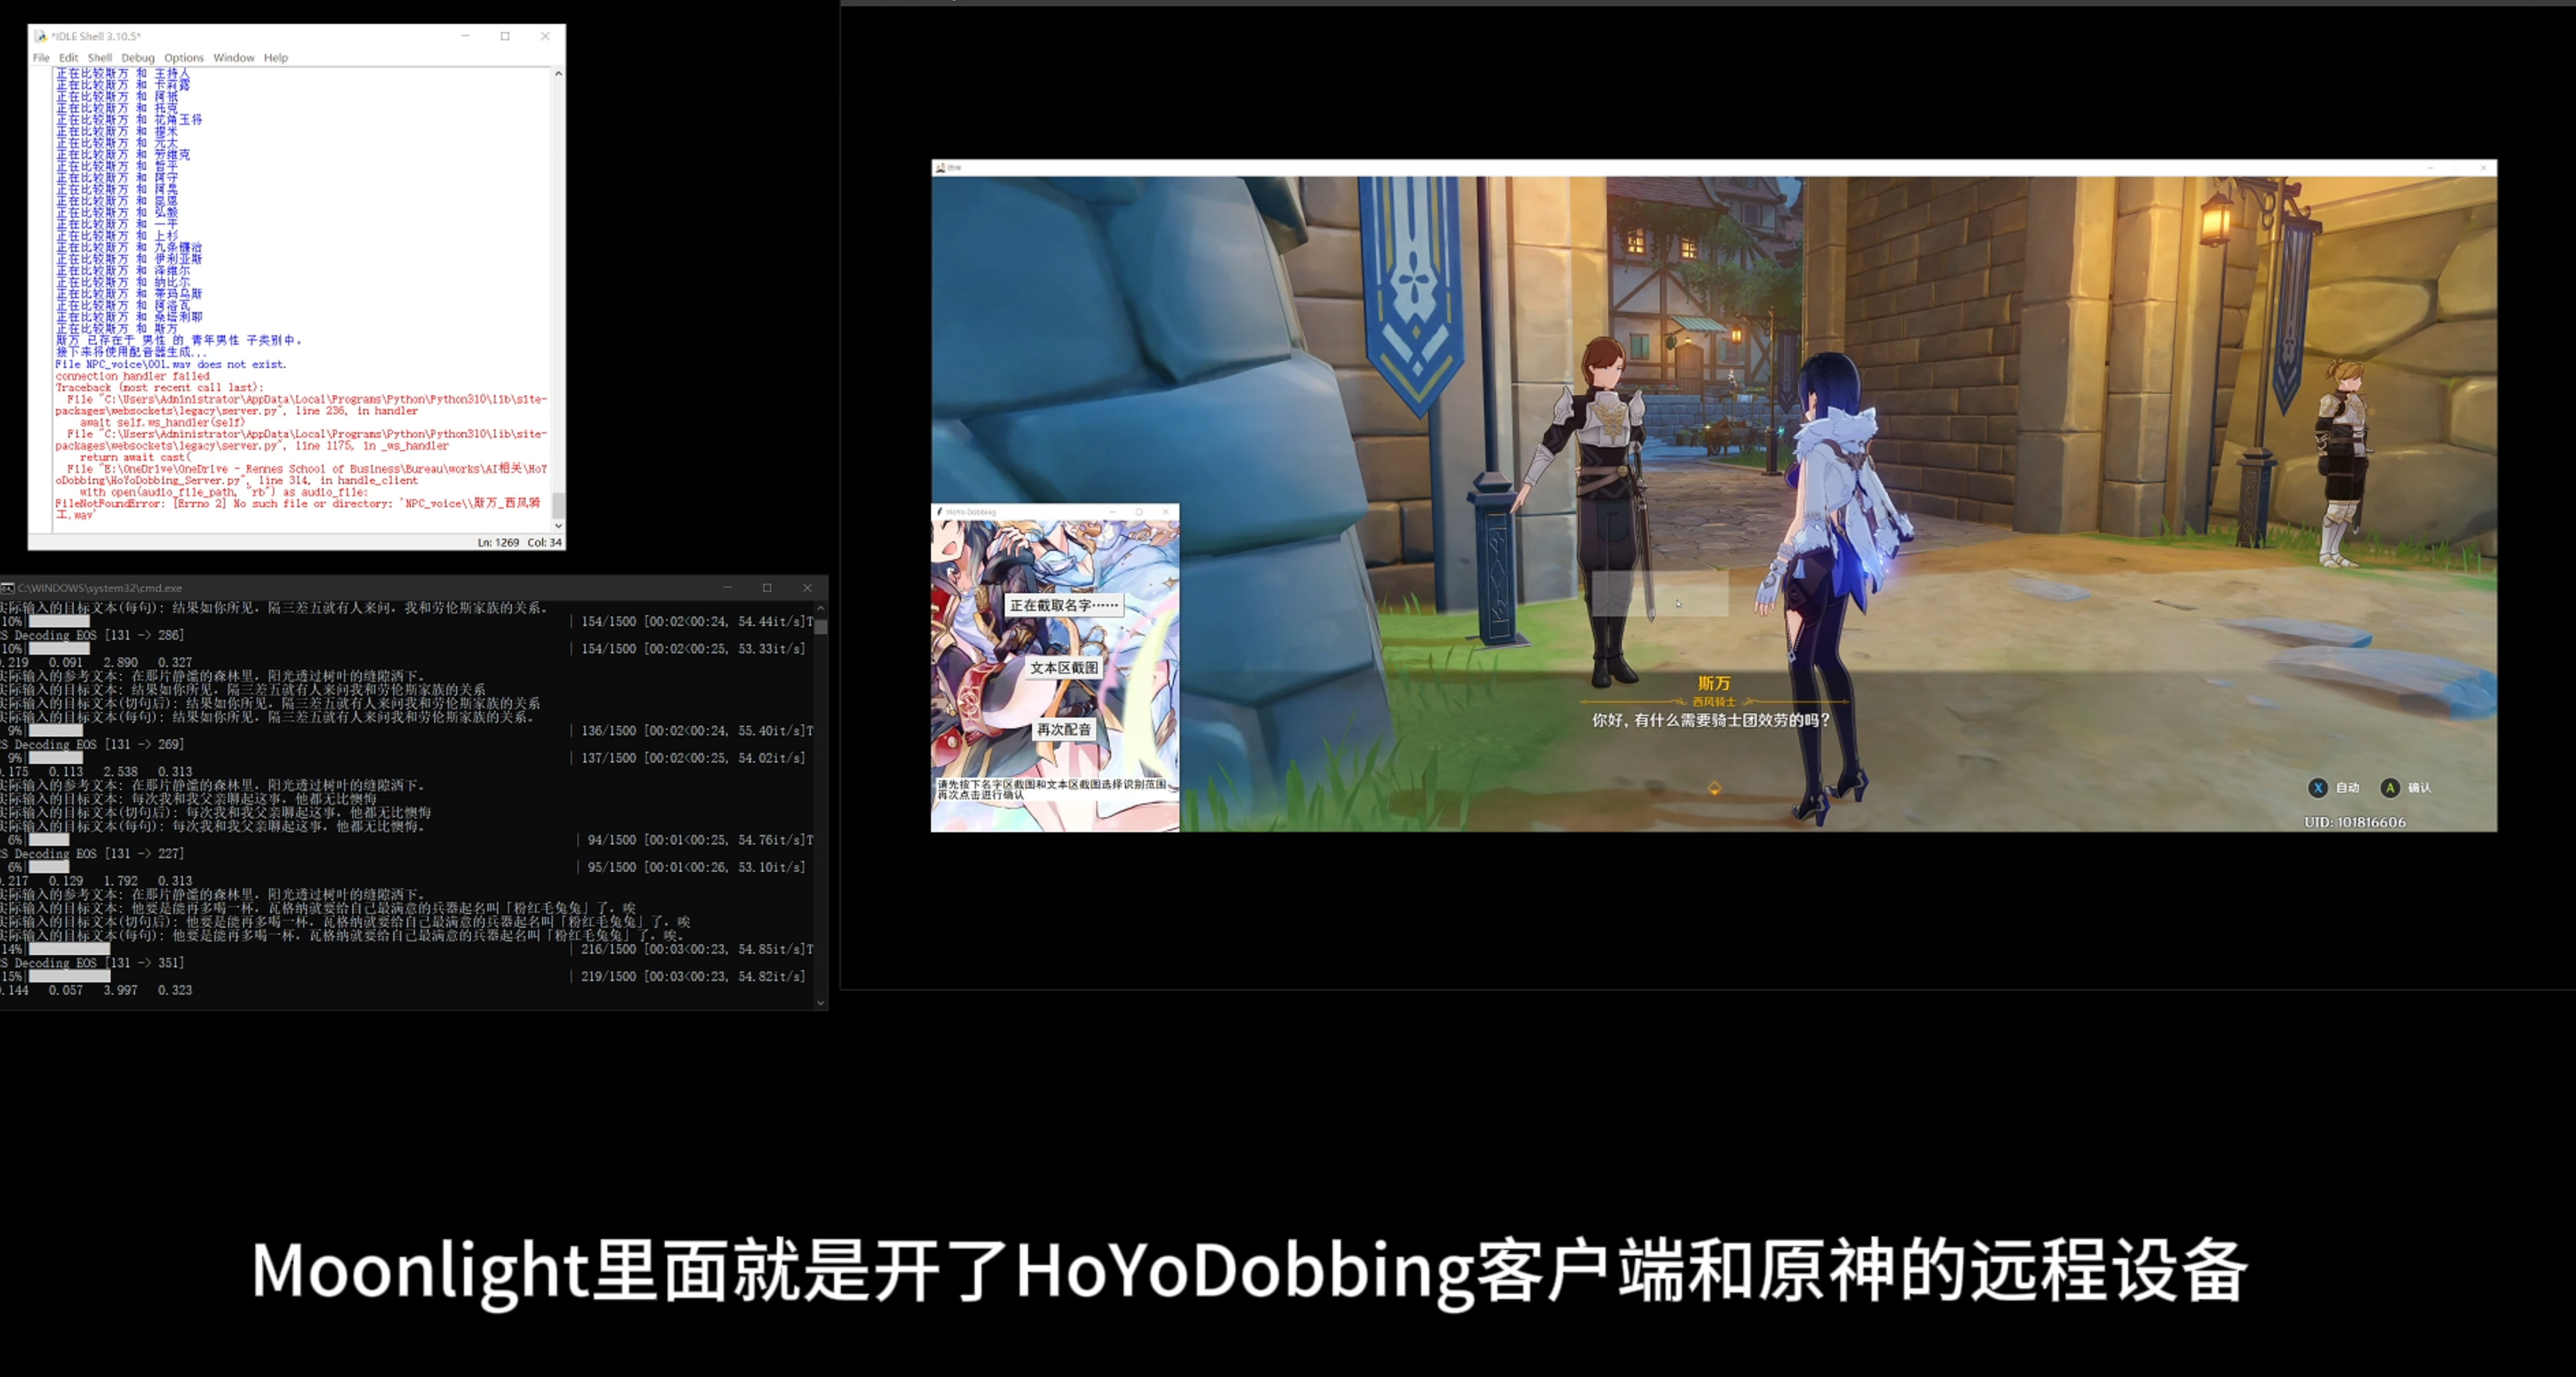 *IDLE Shell 3.10.5*
File Edit Shell Debug Options Window Help
正在比较斯万 和 主持人
正在比较斯万 和 卡莉露
正在比较斯万 和 阿祇
正在比较斯万 和 托克
正在比较斯万 和 花角玉将
正在比较斯万 和 提米
正在比较斯万 和 元太
正在比较斯万 和 劳维克
正在比较斯万 和 哲平
正在比较斯万 和 阿守
正在比较斯万 和 阿晃
正在比较斯万 和 昆恩
正在比较斯万 和 弘毅
正在比较斯万 和 一平
正在比较斯万 和 上杉
正在比较斯万 和 九条镰治
正在比较斯万 和 伊利亚斯
正在比较斯万 和 泽维尔
正在比较斯万 和 纳比尔
正在比较斯万 和 蒂玛乌斯
正在比较斯万 和 阿洛瓦
正在比较斯万 和 桑塔利耶
正在比较斯万 和 斯万
斯万 已存在于 男性 的 青年男性 子类别中。
接下来将使用配音器生成...
File NPC_voice\001.wav does not exist.
connection handler failed
Traceback (most recent call last):
File "C:\Users\Administrator\AppData\Local\Programs\Python\Python310\lib\site-
packages\websockets\legacy\server.py", line 236, in handler
await self.ws_handler(self)
File "C:\Users\Administrator\AppData\Local\Programs\Python\Python310\lib\site-
packages\websockets\legacy\server.py", line 1175, in _ws_handler
return await cast(
File "E:\OneDrive\OneDrive - Rennes School of Business\Bureau\works\AI相关\HoY
oDobbing\HoYoDobbing_Server.py", line 314, in handle_client
with open(audio_file_path, "rb") as audio_file:
FileNotFoundError: [Errno 2] No such file or directory: 'NPC_voice\\斯万_西风骑
工.wav'
Ln: 1269 Col: 34
C:\WINDOWS\system32\cmd.exe
实际输入的目标文本(每句): 结果如你所见，隔三差五就有人来问，我和劳伦斯家族的关系。
10%| | 154/1500 [00:02<00:24, 54.44it/s]T
S Decoding EOS [131 -> 286]
10%| | 154/1500 [00:02<00:25, 53.33it/s]
.219 0.091 2.890 0.327
实际输入的参考文本: 在那片静谧的森林里，阳光透过树叶的缝隙洒下。
实际输入的目标文本: 结果如你所见，隔三差五就有人来问我和劳伦斯家族的关系
实际输入的目标文本(切句后): 结果如你所见，隔三差五就有人来问我和劳伦斯家族的关系
实际输入的目标文本(每句): 结果如你所见，隔三差五就有人来问我和劳伦斯家族的关系。
9%| | 136/1500 [00:02<00:24, 55.40it/s]T
S Decoding EOS [131 -> 269]
9%| | 137/1500 [00:02<00:25, 54.02it/s]
.175 0.113 2.538 0.313
实际输入的参考文本: 在那片静谧的森林里，阳光透过树叶的缝隙洒下。
实际输入的目标文本: 每次我和我父亲聊起这事，他都无比懊悔
实际输入的目标文本(切句后): 每次我和我父亲聊起这事，他都无比懊悔
实际输入的目标文本(每句): 每次我和我父亲聊起这事，他都无比懊悔。
6%| | 94/1500 [00:01<00:25, 54.76it/s]T
S Decoding EOS [131 -> 227]
6%| | 95/1500 [00:01<00:26, 53.10it/s]
.217 0.129 1.792 0.313
实际输入的参考文本: 在那片静谧的森林里，阳光透过树叶的缝隙洒下。
实际输入的目标文本: 他要是能再多喝一杯，瓦格纳就要给自己最满意的兵器起名叫「粉红毛兔兔」了，唉
实际输入的目标文本(切句后): 他要是能再多喝一杯，瓦格纳就要给自己最满意的兵器起名叫「粉红毛兔兔」了，唉
实际输入的目标文本(每句): 他要是能再多喝一杯，瓦格纳就要给自己最满意的兵器起名叫「粉红毛兔兔」了，唉。
14%| | 216/1500 [00:03<00:23, 54.85it/s]T
S Decoding EOS [131 -> 351]
15%| | 219/1500 [00:03<00:23, 54.82it/s]
.144 0.057 3.997 0.323
原神
HoYo Dobbing
正在截取名字……
文本区截图
再次配音
请先按下名字区截图和文本区截图选择识别范围，
再次点击进行确认
斯万
西风骑士
你好，有什么需要骑士团效劳的吗？
X 自动 A 确认
UID: 101816606
Moonlight里面就是开了HoYoDobbing客户端和原神的远程设备